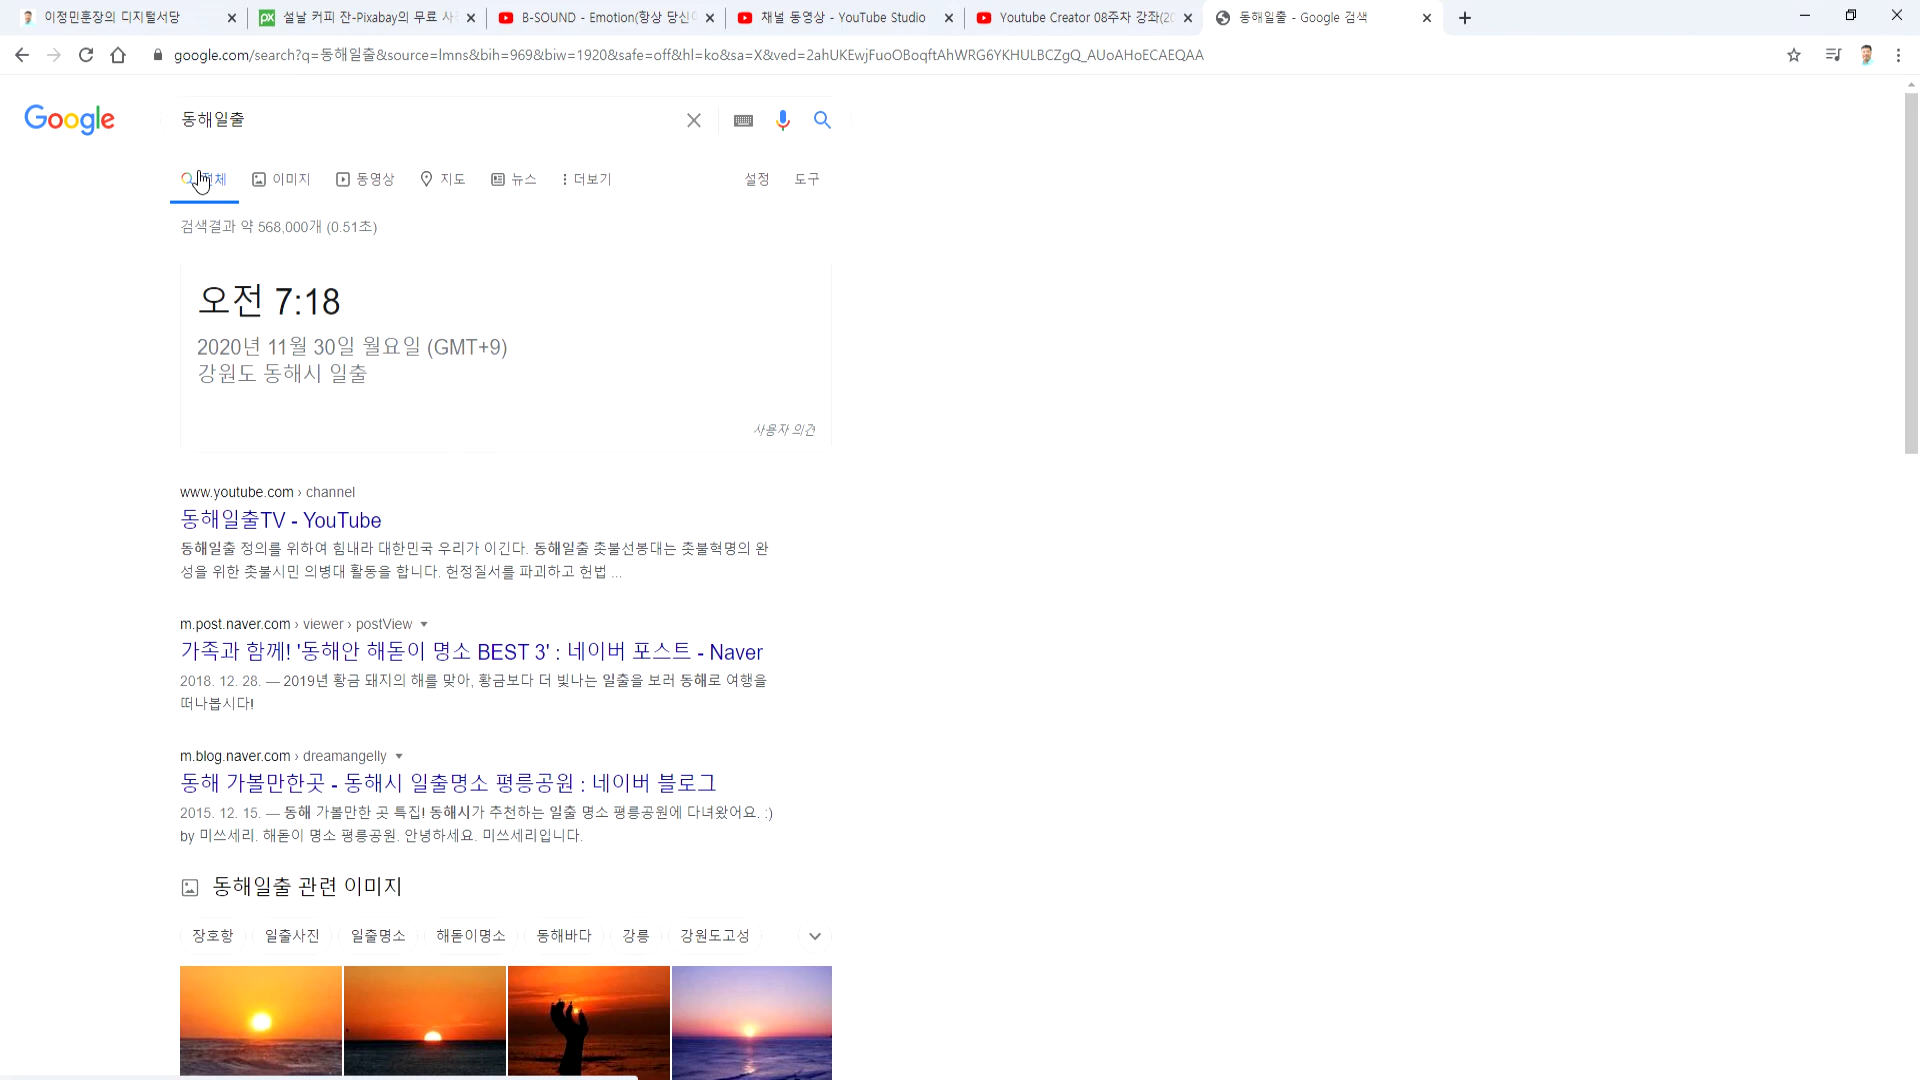 이정민훈장의 디지털서당
설날 커피 잔-Pixabay의 무료 사
B-SOUND - Emotion(항상 당신이
채널 동영상 - YouTube Studio
Youtube Creator 08주차 강좌(20
동해일출 - Google 검색
google.com/search?q=동해일출&source=lmns&bih=969&biw=1920&safe=off&hl=ko&sa=X&ved=2ahUKEwjFuoOBoqftAhWRG6YKHULBCZgQ_AUoAHoECAEQAA
Google
동해일출
전체 이미지 동영상 지도 뉴스 더보기 설정 도구
검색결과 약 568,000개 (0.51초)
오전 7:18
2020년 11월 30일 월요일 (GMT+9)
강원도 동해시 일출
사용자 의견
www.youtube.com › channel
동해일출TV - YouTube
동해일출 정의를 위하여 힘내라 대한민국 우리가 이긴다. 동해일출 촛불선봉대는 촛불혁명의 완
성을 위한 촛불시민 의병대 활동을 합니다. 헌정질서를 파괴하고 헌법 ...
m.post.naver.com › viewer › postView
가족과 함께! '동해안 해돋이 명소 BEST 3' : 네이버 포스트 - Naver
2018. 12. 28. — 2019년 황금 돼지의 해를 맞아, 황금보다 더 빛나는 일출을 보러 동해로 여행을
떠나봅시다!
m.blog.naver.com › dreamangelly
동해 가볼만한곳 - 동해시 일출명소 평릉공원 : 네이버 블로그
2015. 12. 15. — 동해 가볼만한 곳 특집! 동해시가 추천하는 일출 명소 평릉공원에 다녀왔어요. :)
by 미쓰세리. 해돋이 명소 평릉공원. 안녕하세요. 미쓰세리입니다.
동해일출 관련 이미지
장호항 일출사진 일출명소 해돋이명소 동해바다 강릉 강원도고성